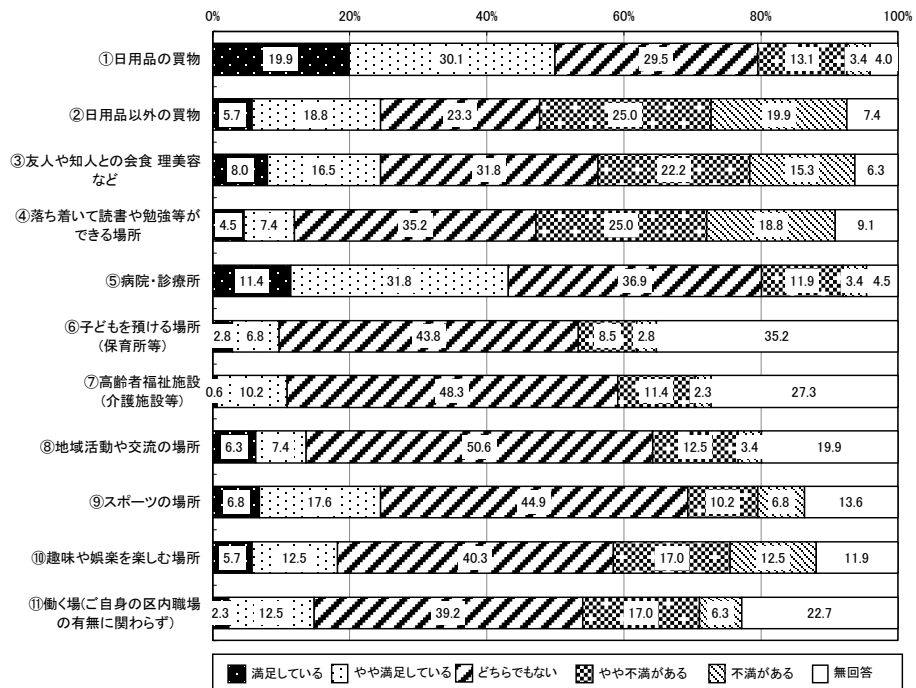 0% 20% 40% 60% 80% 100%
①日用品の買物 19.9 30.1 29.5 13.1 3.4 4.0
②日用品以外の買物 5.7 18.8 23.3 25.0 19.9 7.4
③友人や知人との会食 理美容
など 8.0 16.5 31.8 22.2 15.3 6.3
④落ち着いて読書や勉強等が
できる場所 4.5 7.4 35.2 25.0 18.8 9.1
⑤病院・診療所 11.4 31.8 36.9 11.9 3.4 4.5
⑥子どもを預ける場所
(保育所等) 2.8 6.8 43.8 8.5 2.8 35.2
⑦高齢者福祉施設
(介護施設等) 0.6 10.2 48.3 11.4 2.3 27.3
⑧地域活動や交流の場所 6.3 7.4 50.6 12.5 3.4 19.9
⑨スポーツの場所 6.8 17.6 44.9 10.2 6.8 13.6
⑩趣味や娯楽を楽しむ場所 5.7 12.5 40.3 17.0 12.5 11.9
⑪働く場(ご自身の区内職場
の有無に関わらず) 2.3 12.5 39.2 17.0 6.3 22.7
満足している やや満足している どちらでもない やや不満がある 不満がある 無回答